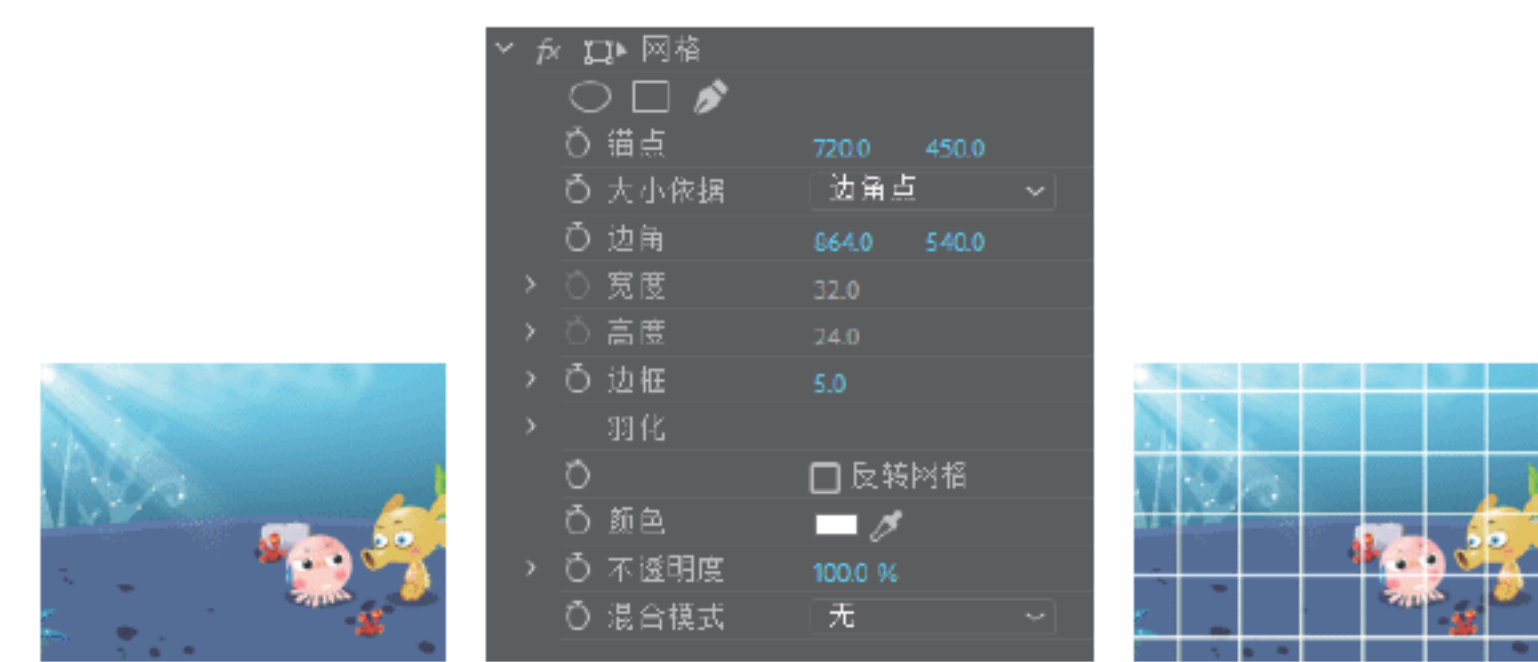 fx 网格
锚点 720.0 450.0
大小依据 边角点
边角 864.0 540.0
宽度 32.0
高度 24.0
边框 5.0
羽化
反转网格
颜色
不透明度 100.0 %
混合模式 无